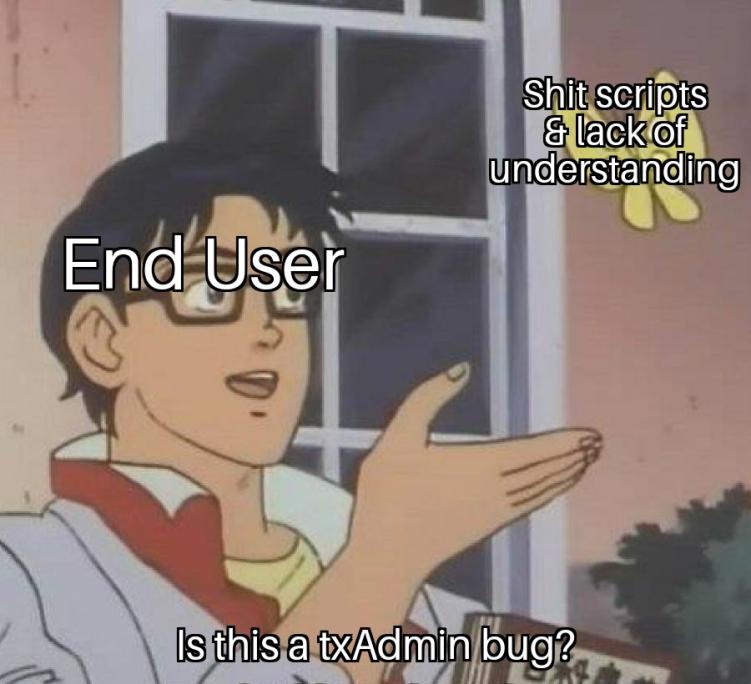 Shit scripts
& lack of
understanding
End User
Is this a txAdmin bug?